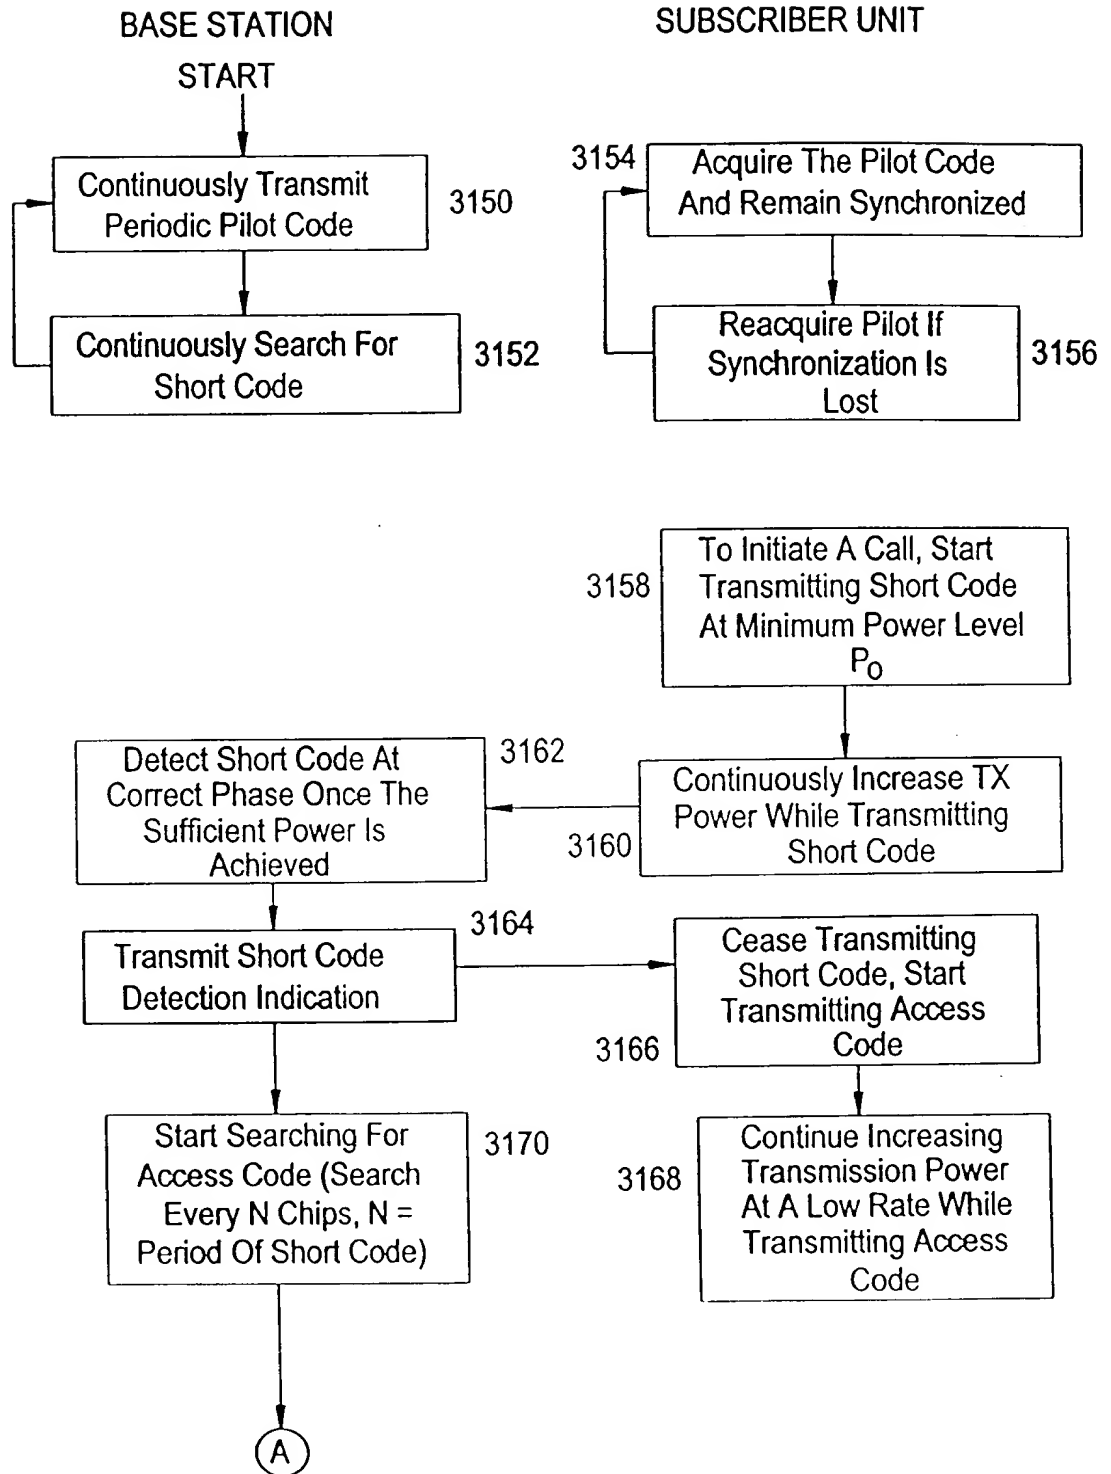 BASE STATION
SUBSCRIBER UNIT
START
Continuously Transmit
Periodic Pilot Code
3150
3154
Acquire The Pilot Code
And Remain Synchronized
Continuously Search For
Short Code
3152
Reacquire Pilot If
Synchronization Is
Lost
3156
3158
To Initiate A Call, Start
Transmitting Short Code
At Minimum Power Level
P0
Detect Short Code At
Correct Phase Once The
Sufficient Power Is
Achieved
3162
Continuously Increase TX
Power While Transmitting
Short Code
3160
Transmit Short Code
Detection Indication
3164
Cease Transmitting
Short Code, Start
Transmitting Access
Code
3166
Start Searching For
Access Code (Search
Every N Chips, N =
Period Of Short Code)
3170
3168
Continue Increasing
Transmission Power
At A Low Rate While
Transmitting Access
Code
A